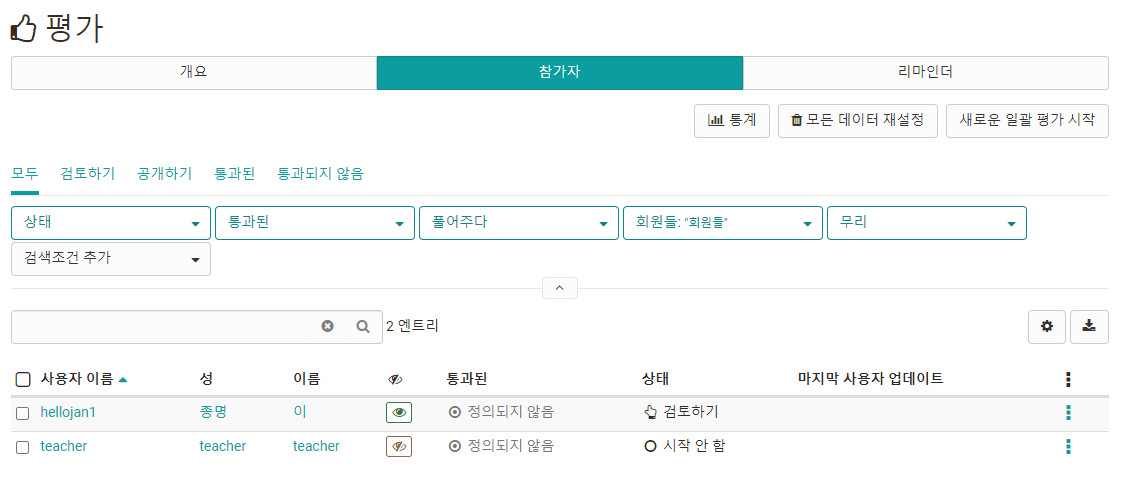 평가
개요 참가자 리마인더
통계 모든 데이터 재설정 새로운 일괄 평가 시작
모두 검토하기 공개하기 통과된 통과되지 않음
상태 통과된 풀어주다 회원들: "회원들" 무리
검색조건 추가
2 엔트리
사용자 이름 성 이름 통과된 상태 마지막 사용자 업데이트
hellojan1 종명 이 정의되지 않음 검토하기
teacher teacher teacher 정의되지 않음 시작 안 함